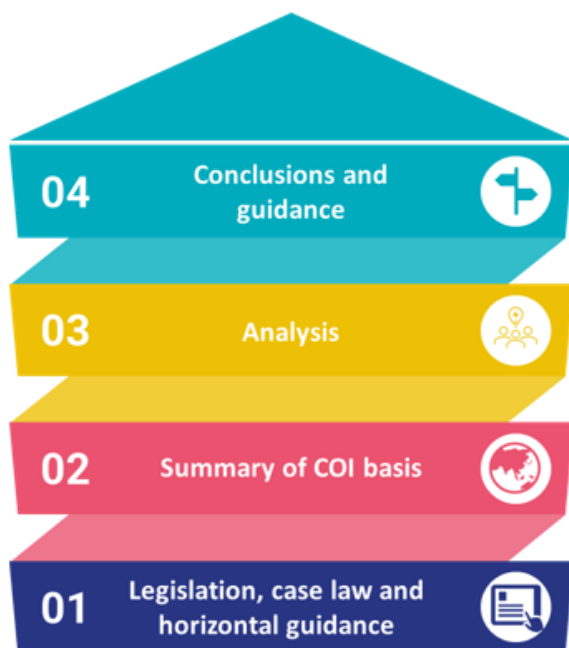 04
Conclusions and
guidance
03
Analysis
02
Summary of COI basis
01
Legislation, case law and
horizontal guidance